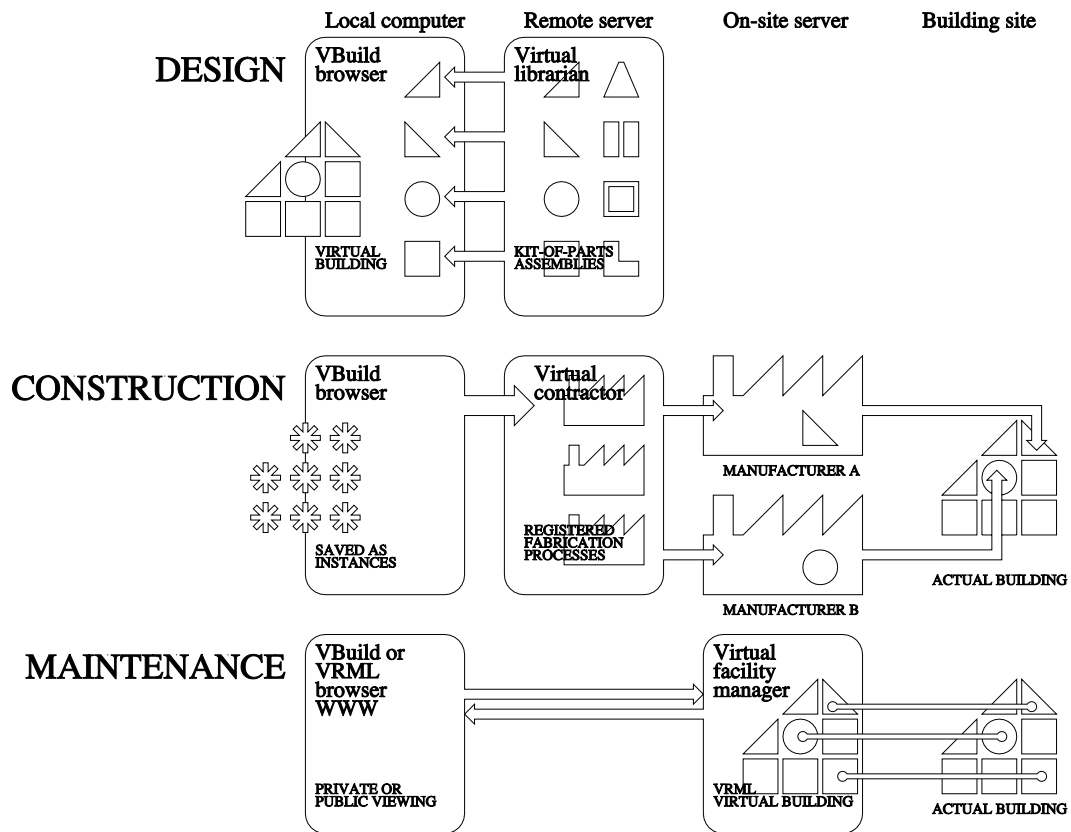 Local computer
Remote server
On-site server
Building site
DESIGN
VBuild
browser
Virtual
librarian
VIRTUAL
BUILDING
KIT-OF-PARTS
ASSEMBLIES
CONSTRUCTION
VBuild
browser
Virtual
contractor
SAVED AS
INSTANCES
REGISTERED
FABRICATION
PROCESSES
MANUFACTURER A
MANUFACTURER B
ACTUAL BUILDING
MAINTENANCE
VBuild or
VRML
browser
WWW
Virtual
facility
manager
PRIVATE OR
PUBLIC VIEWING
VRML
VIRTUAL BUILDING
ACTUAL BUILDING